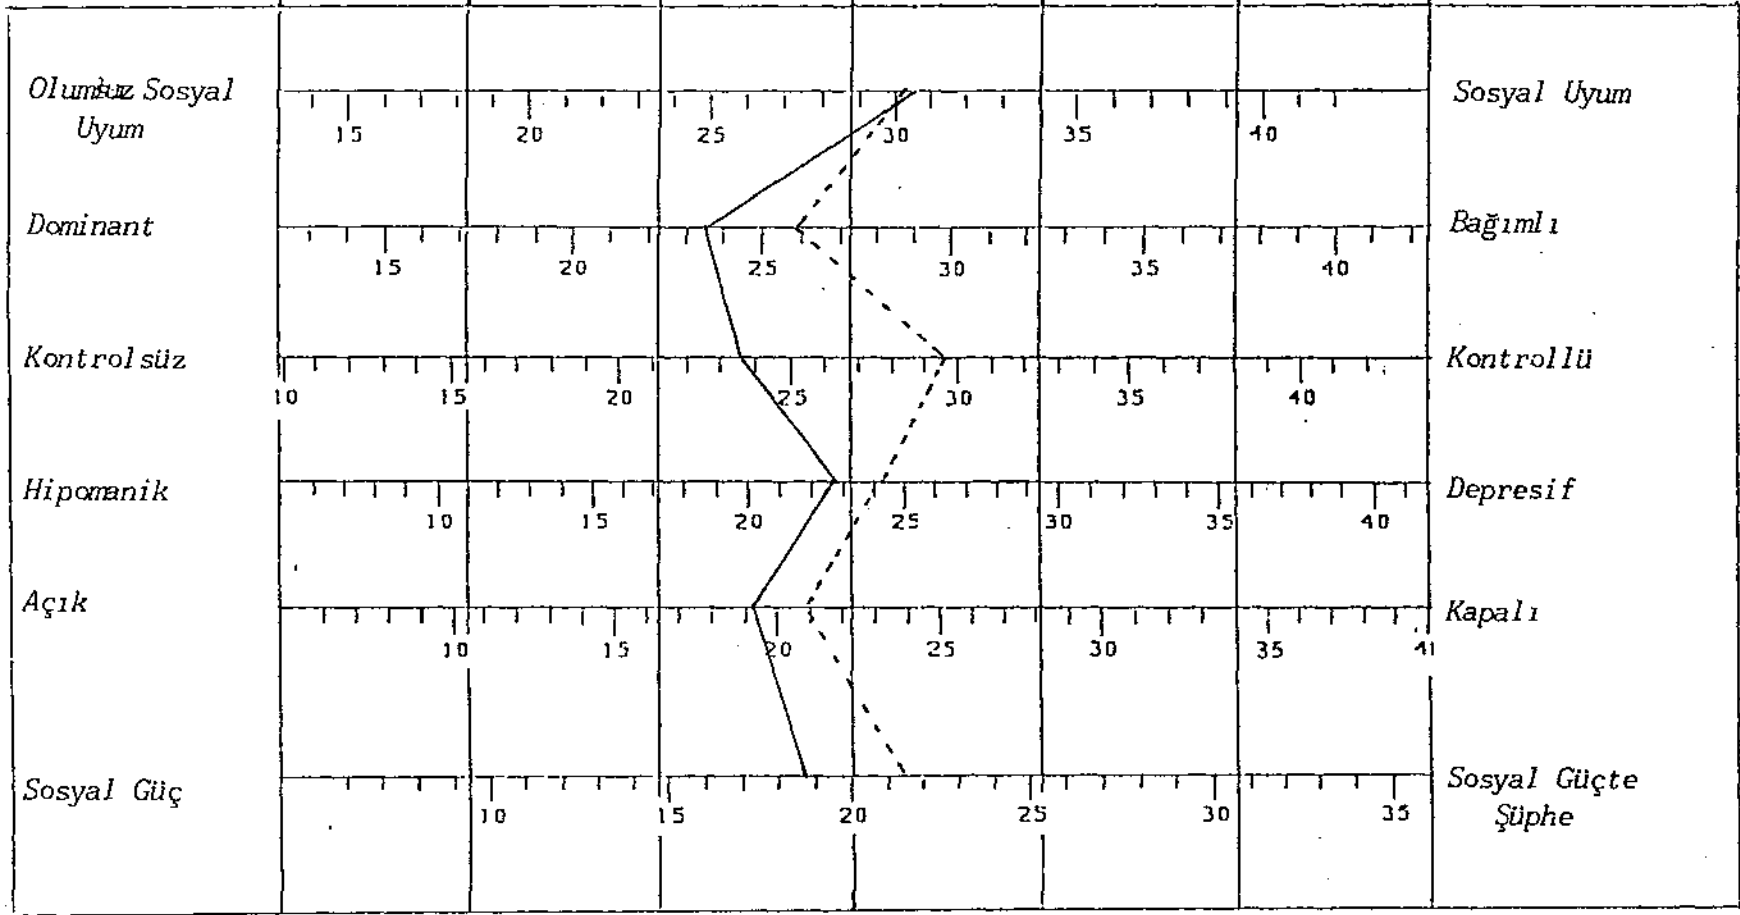 Olumsuz Sosyal Uyum
Sosyal Uyum
15 20 25 30 35 40
Dominant
Bağımlı
15 20 25 30 35 40
Kontrolsüz
Kontrollü
10 15 20 25 30 35 40
Hipomanik
Depresif
10 15 20 25 30 35 40
Açık
Kapalı
10 15 20 25 30 35 41
Sosyal Güç
Sosyal Güçte
Şüphe
10 15 20 25 30 35